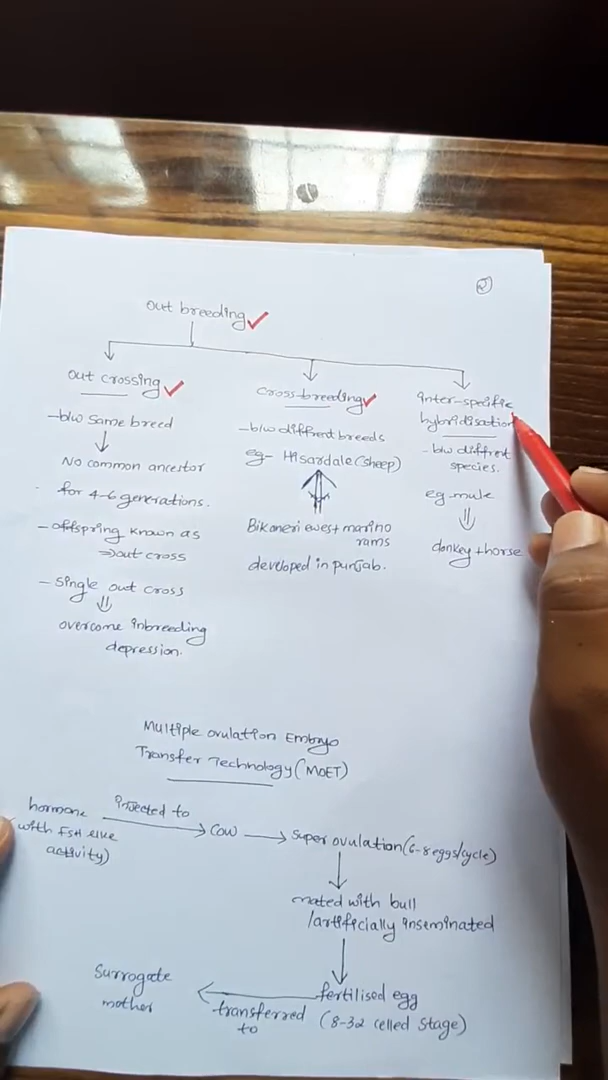 2
Out breeding
Out crossing
-b/w same breed
No common ancestor
for 4-6 generations.
-offspring known as
⇒out cross
- Single out cross
overcome inbreeding
depression.
Cross-breeding
-b/w diffrent breeds
eg- Hisardale (sheep)
Bikaneri ewes + marino
rams
developed in punjab.
Inter-specific
hybridisation
- b/w diffrent
species.
eg mule
donkey + horse
Multiple ovulation Embryo
Transfer Technology (MOET)
hormone
(with FSH like
activity)
injected to
Cow
Super ovulation (6-8 eggs/cycle)
mated with bull
/artificially inseminated
fertilised egg
(8-32 celled stage)
transferred
to
Surrogate
mother